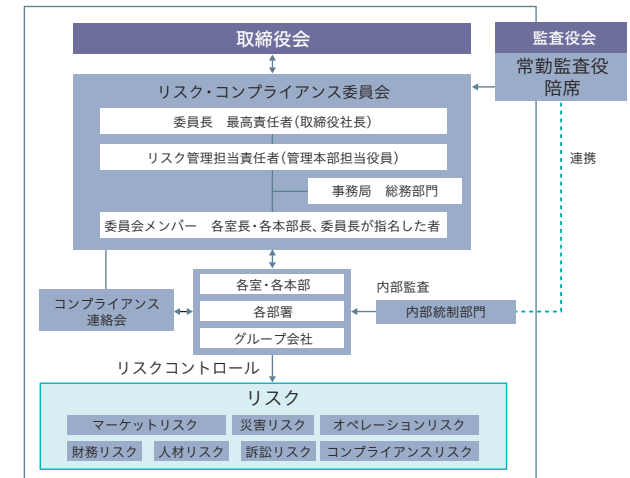 取締役会
監査役会
常勤監査役
陪席
リスク・コンプライアンス委員会
委員長　最高責任者(取締役社長)
リスク管理担当責任者(管理本部担当役員)
連携
事務局　総務部門
委員会メンバー　各室長・各本部長、委員長が指名した者
各室・各本部
内部監査
コンプライアンス
連絡会
各部署
内部統制部門
グループ会社
リスクコントロール
リスク
マーケットリスク
災害リスク
オペレーションリスク
財務リスク
人材リスク
訴訟リスク
コンプライアンスリスク